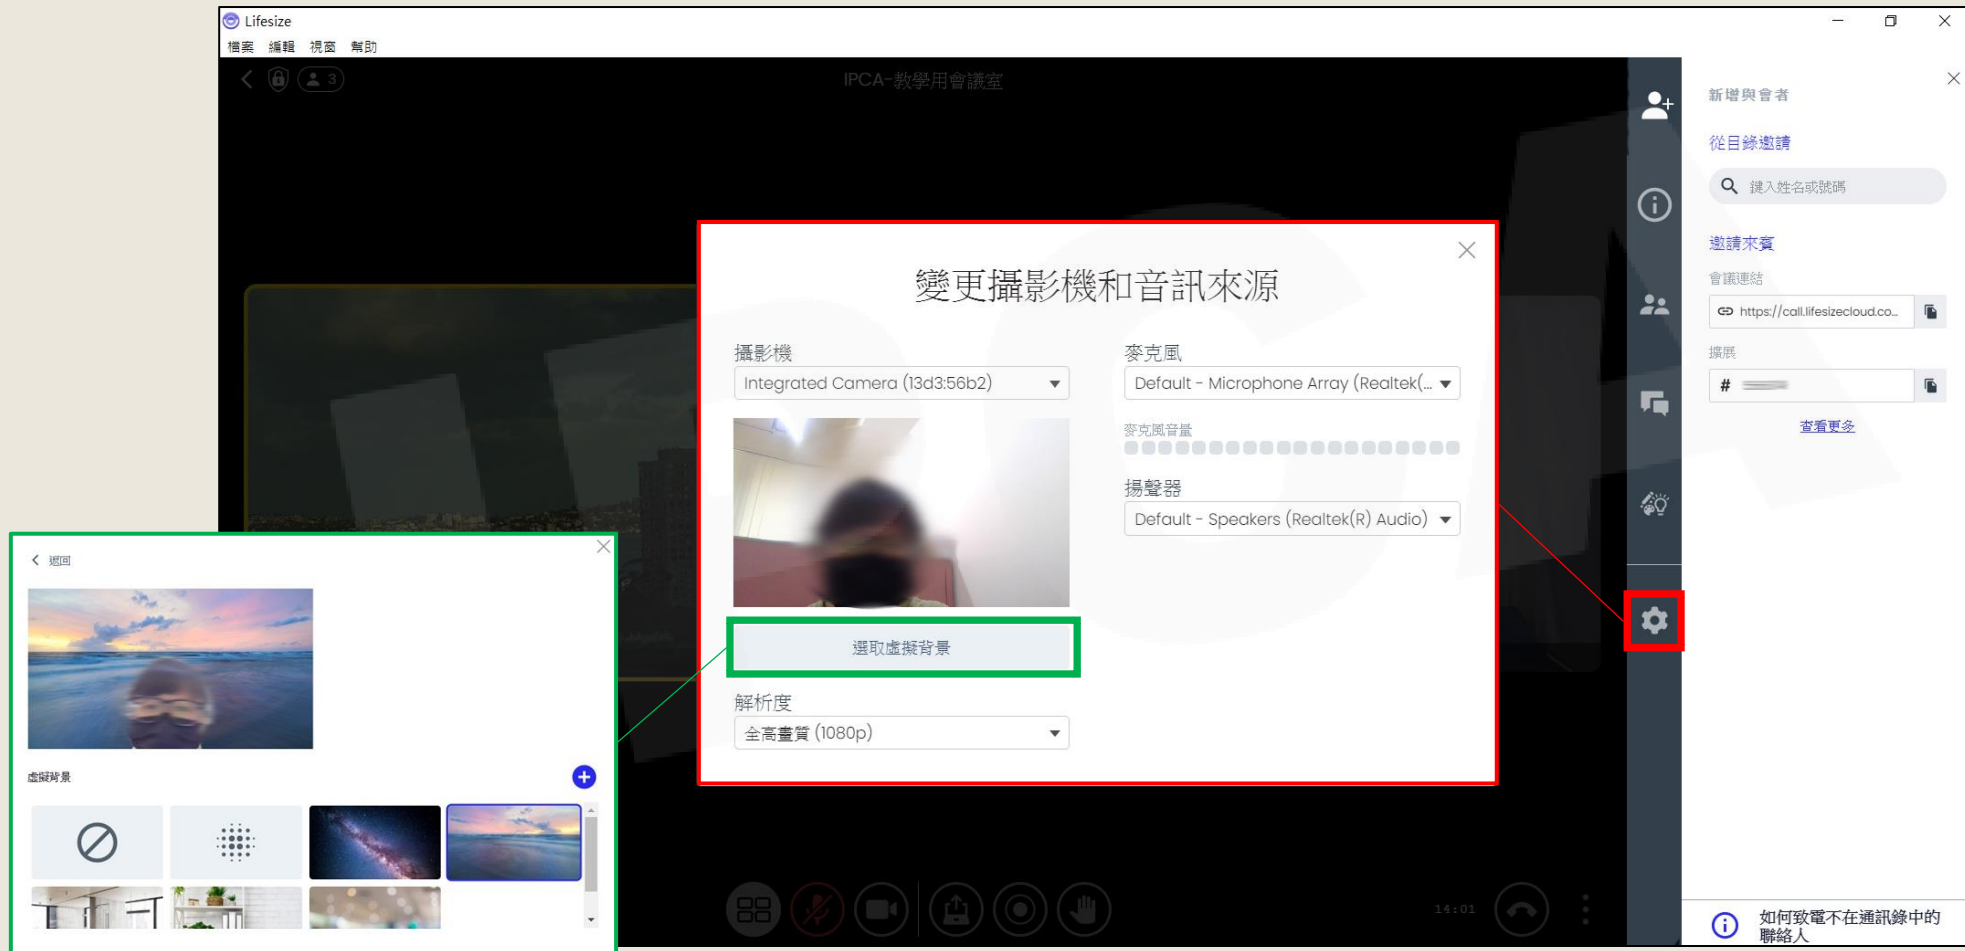 Lifesize
檔案 編輯 視窗 幫助
3
IPCA-教學用會議室
新增與會者
從目錄邀請
鍵入姓名或號碼
邀請來賓
會議連結
https://call.lifesizecloud.co...
擴展
#
查看更多
變更攝影機和音訊來源
攝影機
Integrated Camera (13d3:56b2)
選取虛擬背景
解析度
全高畫質 (1080p)
麥克風
Default - Microphone Array (Realtek(...
麥克風音量
揚聲器
Default - Speakers (Realtek(R) Audio)
返回
虛擬背景
14:01
如何致電不在通訊錄中的
聯絡人
IPCA